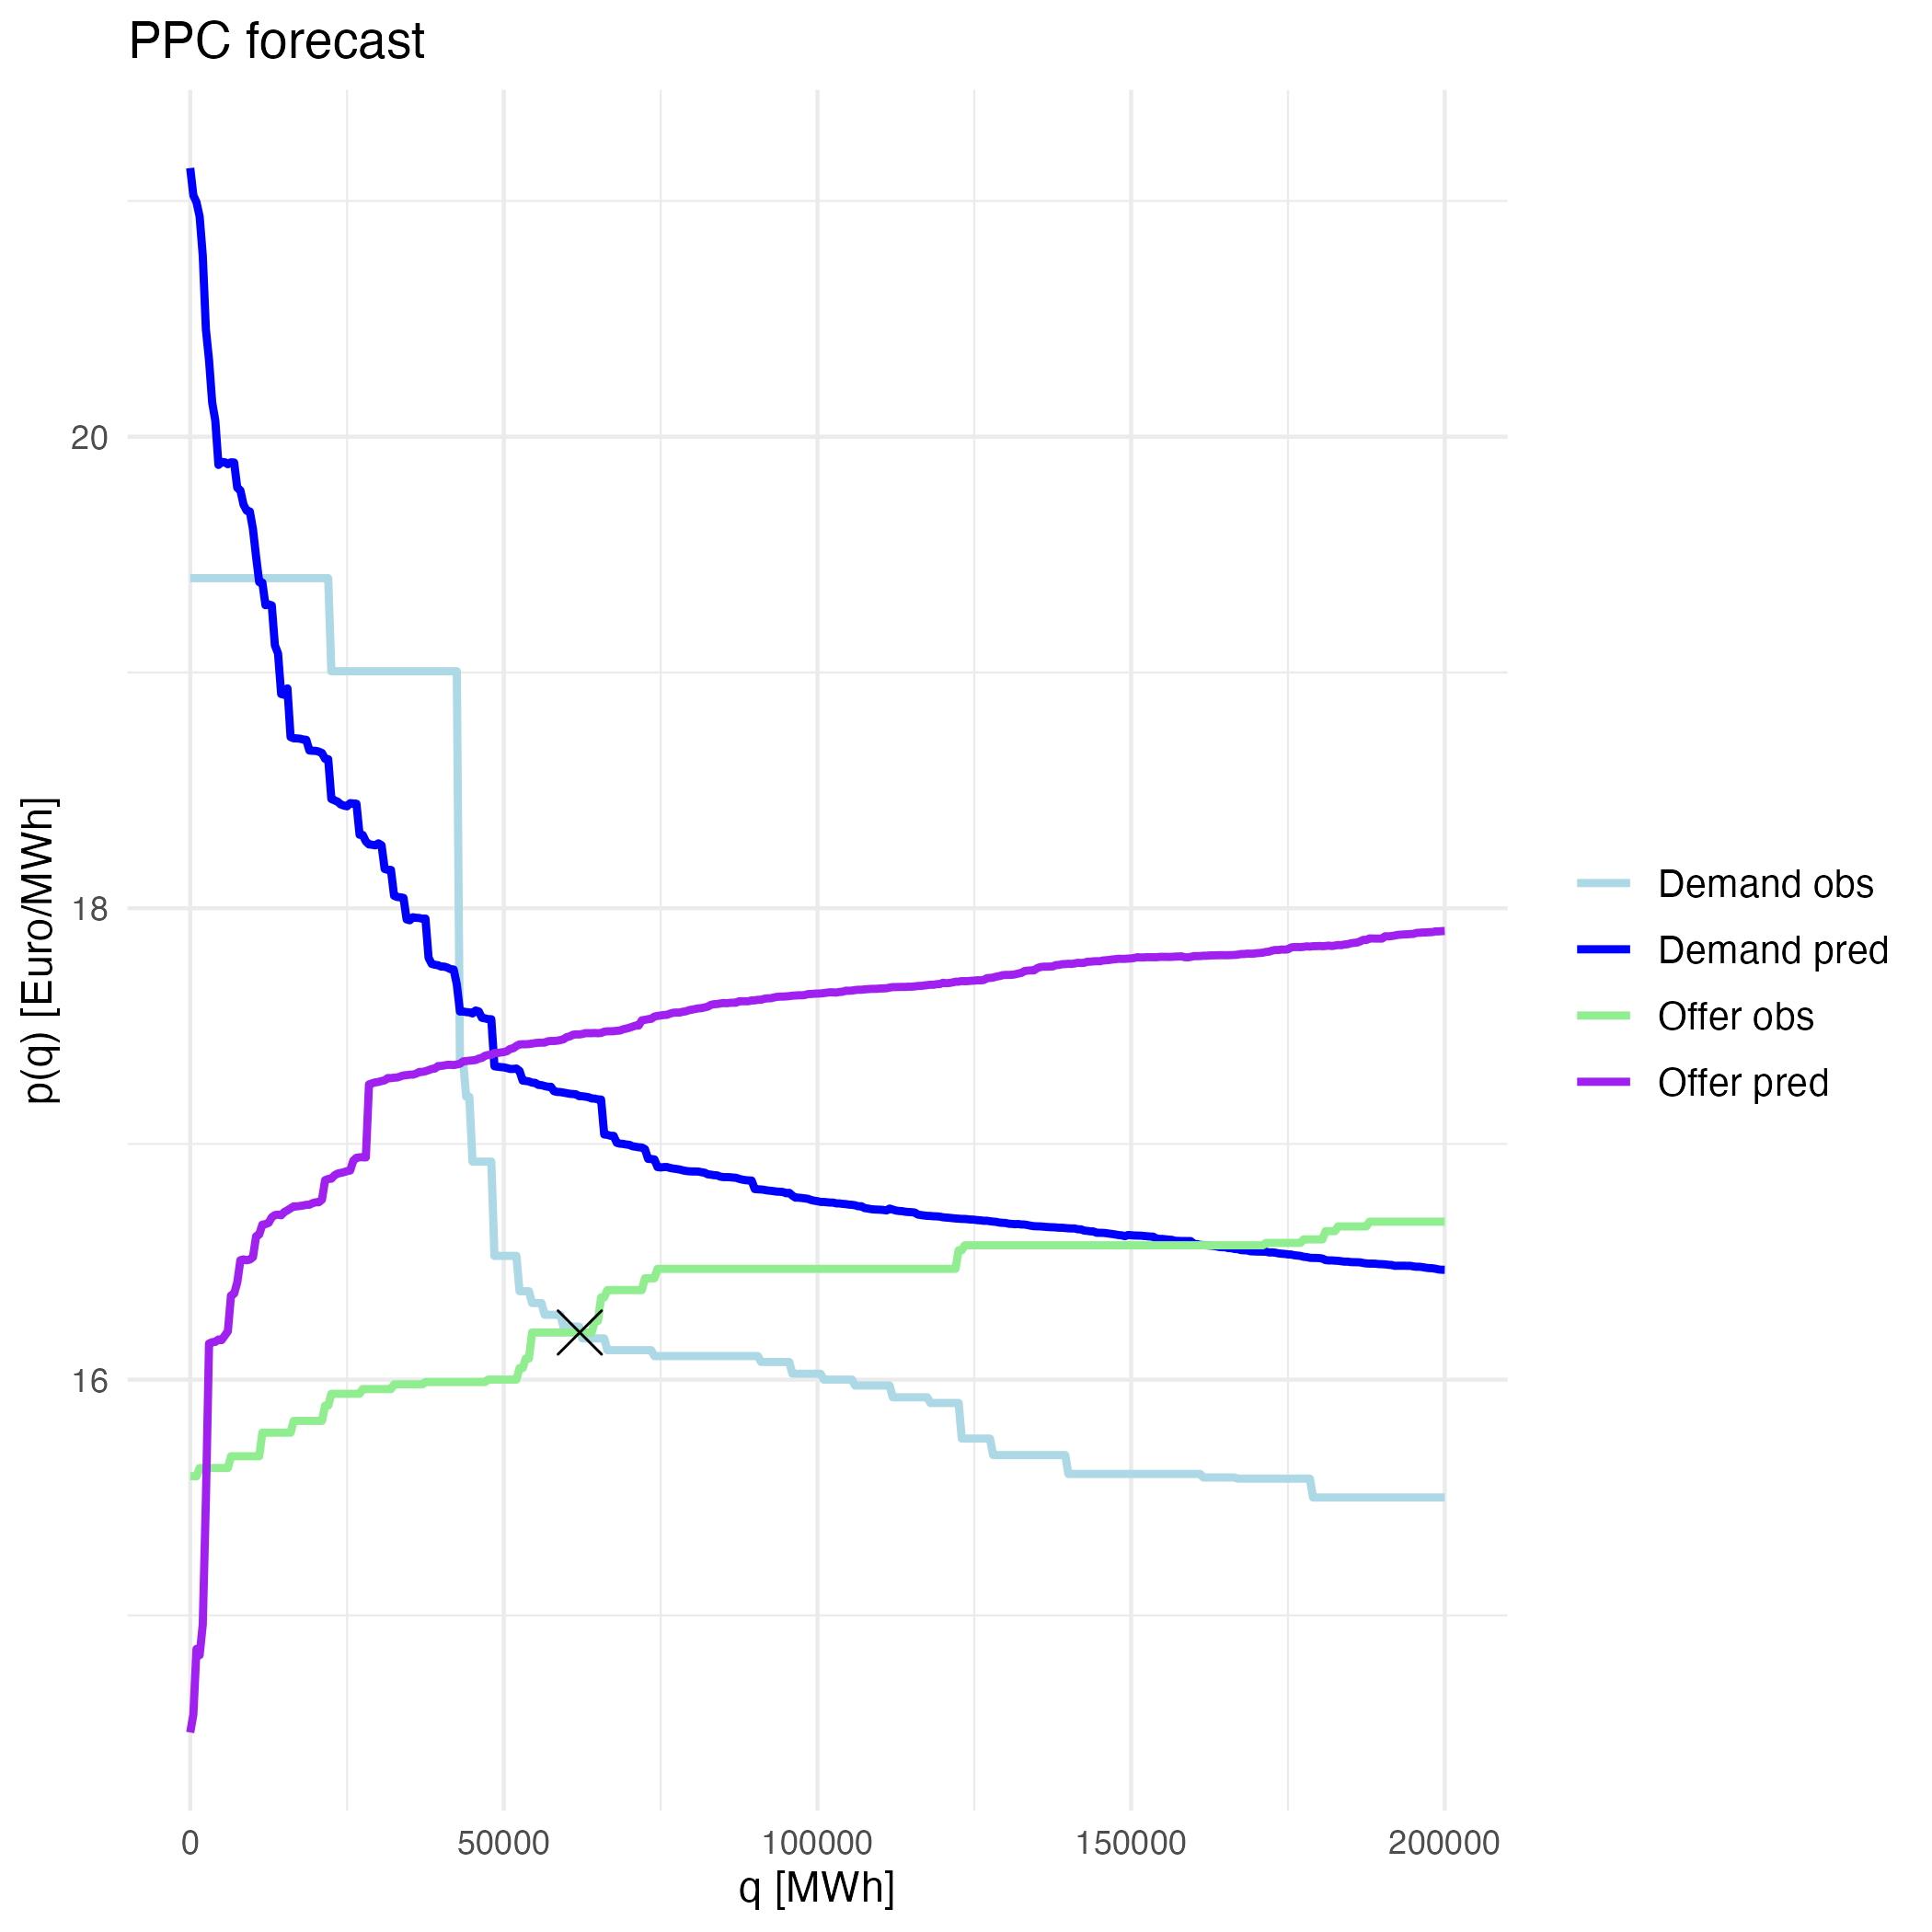 PPC forecast
p(q) [Euro/MWh]
20
18
16
0 50000 100000 150000 200000
q [MWh]
Demand obs
Demand pred
Offer obs
Offer pred